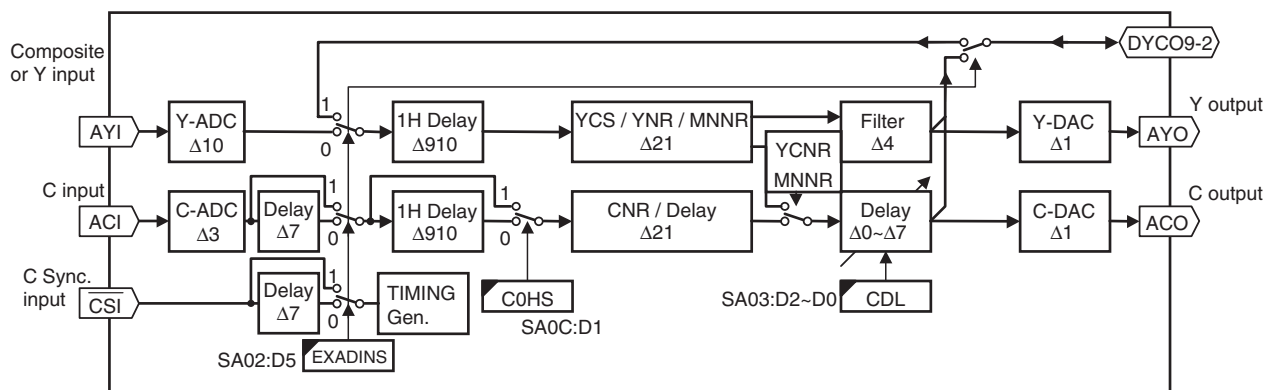 Composite
or Y input
DYCO9-2
1
Y output
AYI
Y-ADC
Δ10
0
1H Delay
Δ910
YCS / YNR / MNNR
Δ21
YCNR
MNNR
Filter
Δ4
Y-DAC
Δ1
AYO
C input
1
1
C output
ACI
C-ADC
Δ3
Delay
Δ7
0
1H Delay
Δ910
0
CNR / Delay
Δ21
Delay
Δ0~Δ7
C-DAC
Δ1
ACO
C Sync.
input
1
CSI
Delay
Δ7
0
TIMING
Gen.
C0HS
SA0C:D1
SA03:D2~D0
CDL
SA02:D5
EXADINS